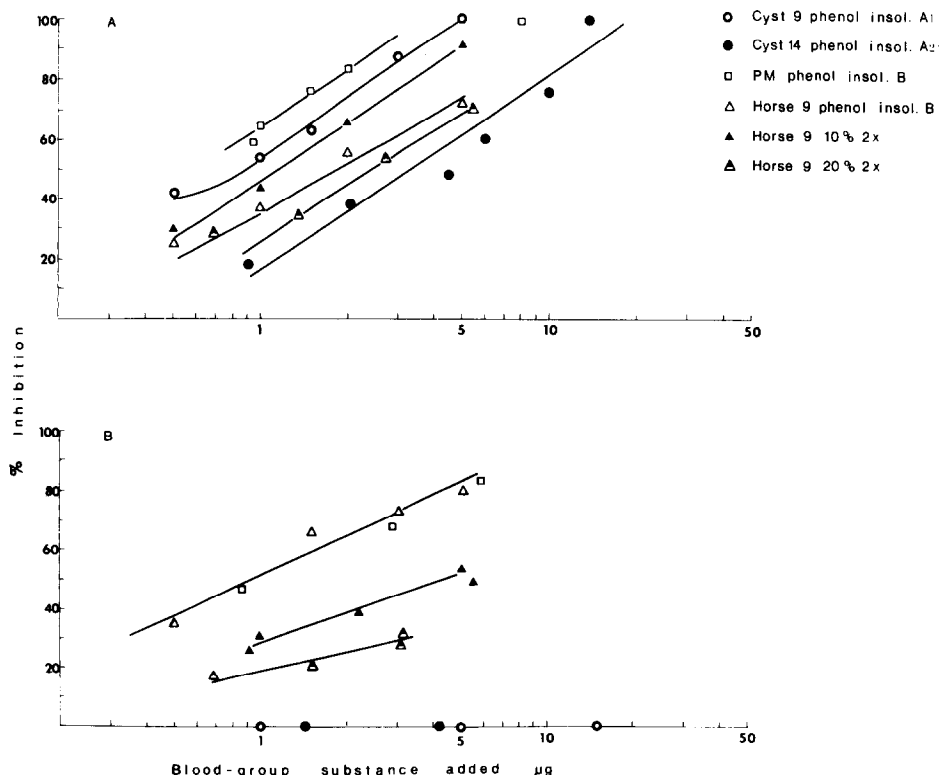 A
100
80
60
40
20
1
5
10
50
Cyst 9 phenol insol. A1
Cyst 14 phenol insol. A2
PM phenol insol. B
Horse 9 phenol insol. B
Horse 9 10% 2x
Horse 9 20% 2x
% Inhibition
B
100
80
60
40
20
1
5
10
50
Blood-group substance added µg